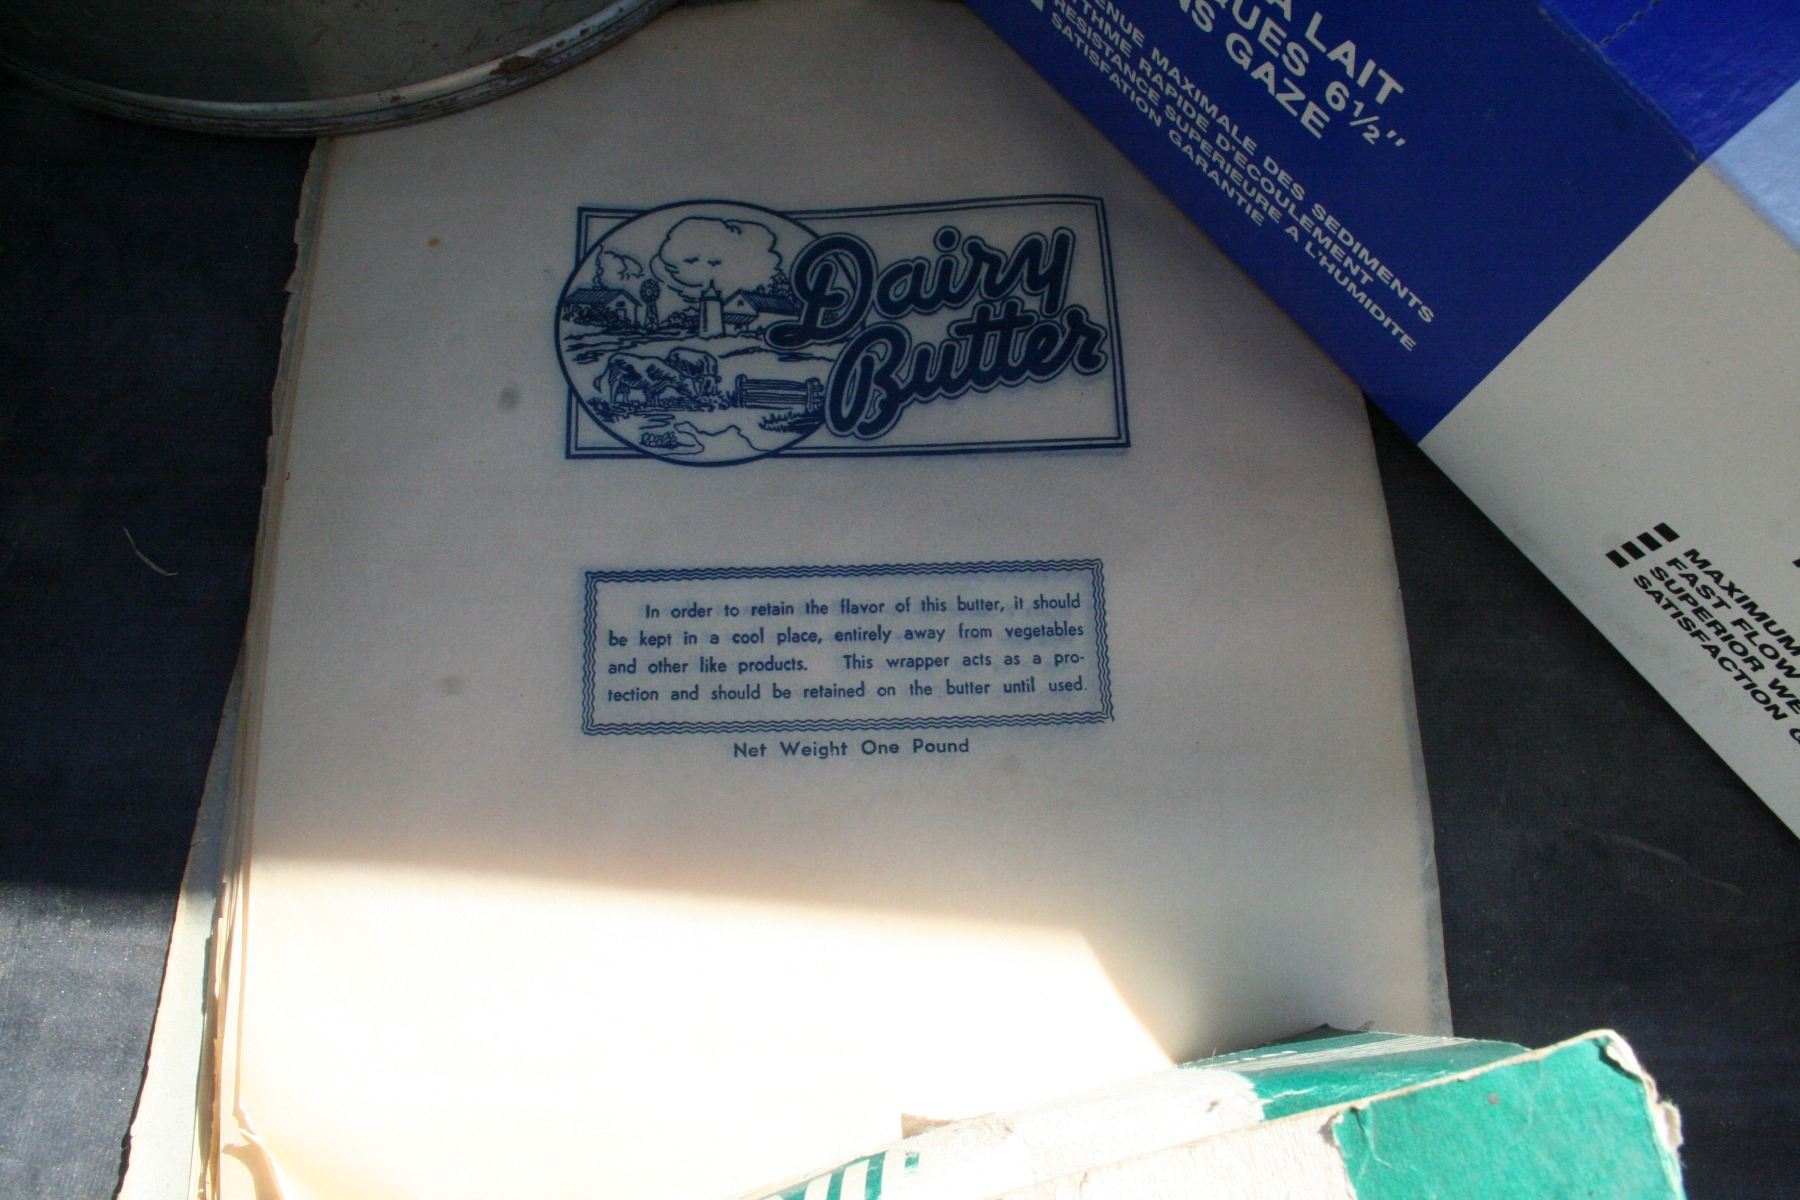 Dairy
Butter
In order to retain the flavor of this butter, it should
be kept in a cool place, entirely away from vegetables
and other like products. This wrapper acts as a pro-
tection and should be retained on the butter until used.
Net Weight One Pound
A LAIT
QUES 6½"
NS GAZE
TENUE MAXIMALE DES SEDIMENTS
RYTHME RAPIDE D'ECOULEMENT
RESISTANCE SUPERIEURE A L'HUMIDITE
SATISFATION GARANTIE
MAXIMUM
FAST FLOW
SUPERIOR WE
SATISFACTION G